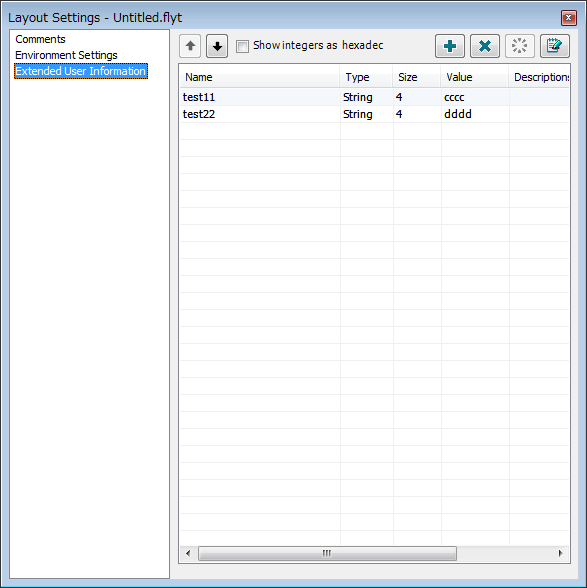 Layout Settings - Untitled.flyt
Comments
Environment Settings
Extended User Information
Show integers as hexadec
Name Type Size Value Descriptions
test11 String 4 cccc
test22 String 4 dddd